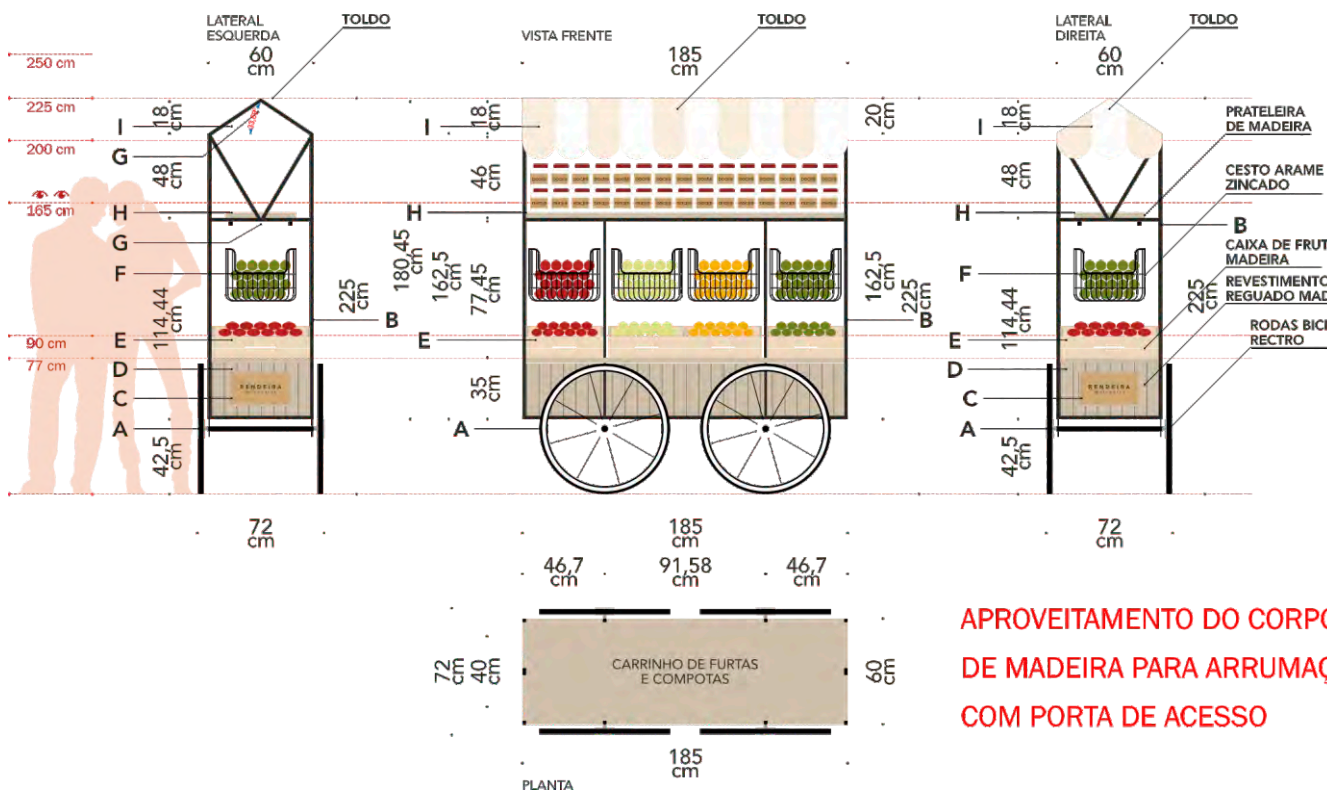 LATERAL
ESQUERDA
TOLDO
60
cm
VISTA FRENTE
185
cm
TOLDO
LATERAL
DIREITA
TOLDO
60
cm
250 cm
225 cm
200 cm
165 cm
90 cm
77 cm
I
G
H
G
F
E
D
C
A
B
18
cm
48
cm
114,44
cm
42,5
cm
225
cm
BENDEIRA
72
cm
180,45
cm
162,5
cm
18
cm
46
cm
77,45
cm
35
cm
I
H
E
A
B
20
cm
162,5
cm
225
cm
185
cm
I
H
F
E
D
C
A
B
18
cm
48
cm
114,44
cm
42,5
cm
225
cm
BENDEIRA
72
cm
PRATELEIRA
DE MADEIRA
CESTO ARAME
ZINCADO
CAIXA DE FRUT
MADEIRA
REVESTIMENTO
REGUADO MAD
RODAS BICI
RECTRO
46,7
cm
91,58
cm
46,7
cm
72
cm
40
cm
CARRINHO DE FURTAS
E COMPOTAS
60
cm
185
cm
PLANTA
APROVEITAMENTO DO CORPO
DE MADEIRA PARA ARRUMAÇ
COM PORTA DE ACESSO